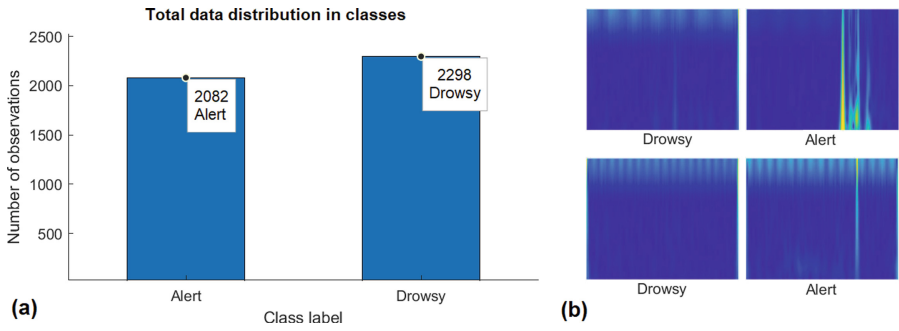 Total data distribution in classes
2500
2000
1500
1000
500
Number of observations
2082
Alert
2298
Drowsy
Alert
Drowsy
Class label
(a)
Drowsy
Alert
Drowsy
Alert
(b)